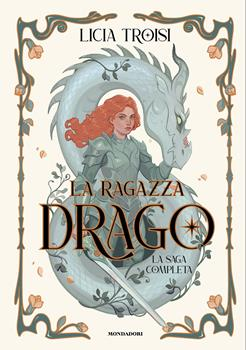 LICIA TROISI
LA RAGAZZA
DRAGO
LA SAGA
COMPLETA
MONDADORI